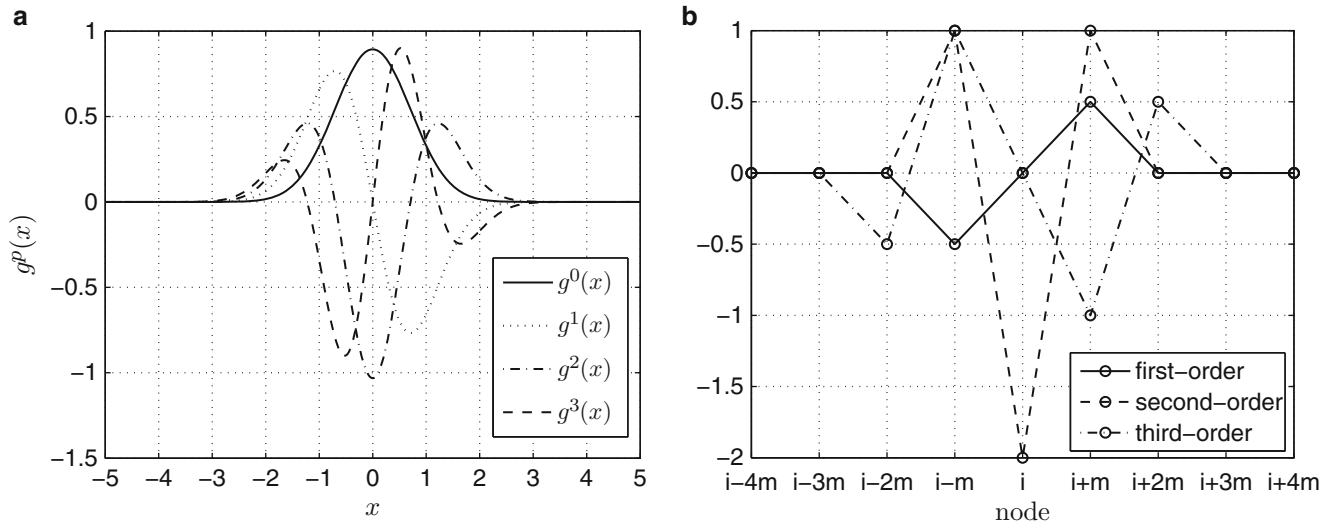 a
1
0.5
0
-0.5
-1
-1.5
-5 -4 -3 -2 -1 0 1 2 3 4 5
x
g^p(x)
g^0(x)
g^1(x)
g^2(x)
g^3(x)
b
1
0.5
0
-0.5
-1
-1.5
-2
i-4m i-3m i-2m i-m i i+m i+2m i+3m i+4m
node
first-order
second-order
third-order